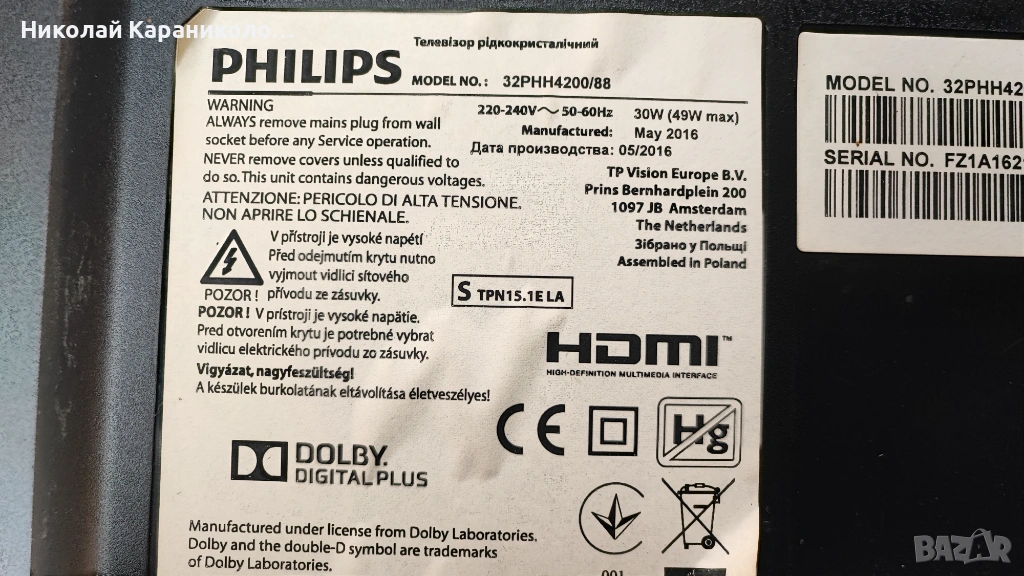 Николай Караниколо...
Телевізор рідкокристалічний
PHILIPS
MODEL NO.: 32PHH4200/88
WARNING
ALWAYS remove mains plug from wall
socket before any Service operation.
NEVER remove covers unless qualified to
do so. This unit contains dangerous voltages.
ATTENZIONE: PERICOLO DI ALTA TENSIONE.
NON APRIRE LO SCHIENALE.
220-240V~ 50-60Hz 30W (49W max)
Manufactured: May 2016
Дата производства: 05/2016
TP Vision Europe B.V.
Prins Bernhardplein 200
1097 JB Amsterdam
The Netherlands
Зібрано у Польщі
Assembled in Poland
V přístroji je vysoké napětí
Před odejmutím krytu nutno
vyjmout vidlici síťového
POZOR! přívodu ze zásuvky.
POZOR! V prístroji je vysoké napätie.
Pred otvorením krytu je potrebné vybrat
vidlicu elektrického prívodu zo zásuvky.
Vigyázat, nagyfeszültség!
A készülek burkolatának eltávolítása életveszélyes!
S TPN15.1E LA
HDMI™
HIGH-DEFINITION MULTIMEDIA INTERFACE
CE
Hg
DOLBY.
DIGITAL PLUS
Manufactured under license from Dolby Laboratories.
Dolby and the double-D symbol are trademarks
of Dolby Laboratories.
001
MODEL NO. 32PHH42
SERIAL NO. FZ1A162
BAZAR